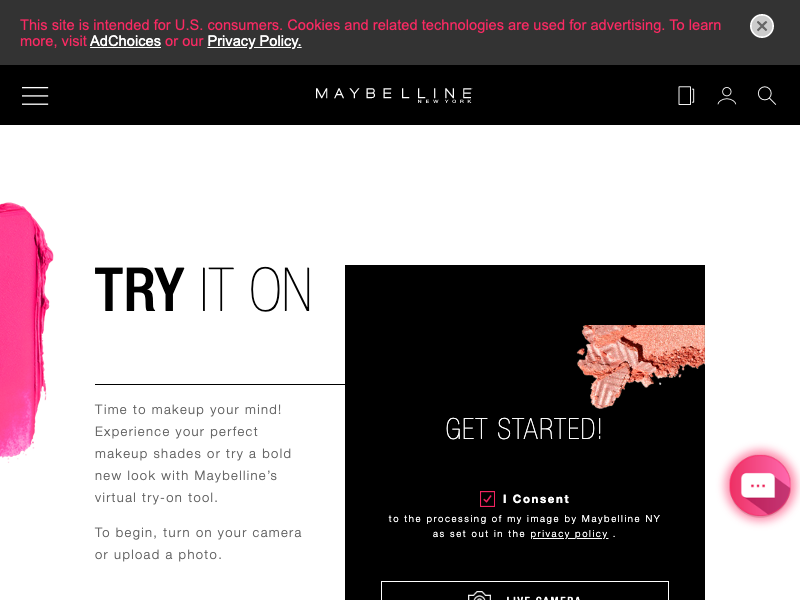 This site is intended for U.S. consumers. Cookies and related technologies are used for advertising. To learn
more, visit AdChoices or our Privacy Policy.
MAYBELLINE
NEW YORK
TRY IT ON
Time to makeup your mind!
Experience your perfect
makeup shades or try a bold
new look with Maybelline's
virtual try-on tool.
To begin, turn on your camera
or upload a photo.
GET STARTED!
I Consent
to the processing of my image by Maybelline NY
as set out in the privacy policy .
LIVE CAMERA